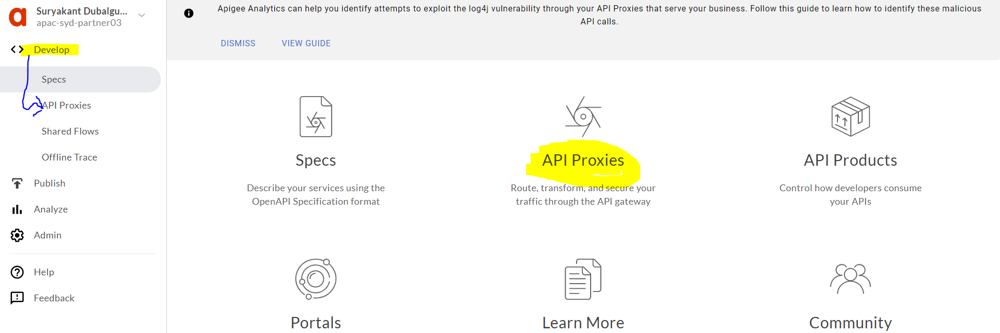 Suryakant Dubalgu...
apac-syd-partner03
Develop
Specs
API Proxies
Shared Flows
Offline Trace
Publish
Analyze
Admin
Help
Feedback
Apigee Analytics can help you identify attempts to exploit the log4j vulnerability through your API Proxies that serve your business. Follow this guide to learn how to identify these malicious
API calls.
DISMISS VIEW GUIDE
Specs
Describe your services using the
OpenAPI Specification format
API Proxies
Route, transform, and secure your
traffic through the API gateway
API Products
Control how developers consume
your APIs
Portals
Learn More
Community